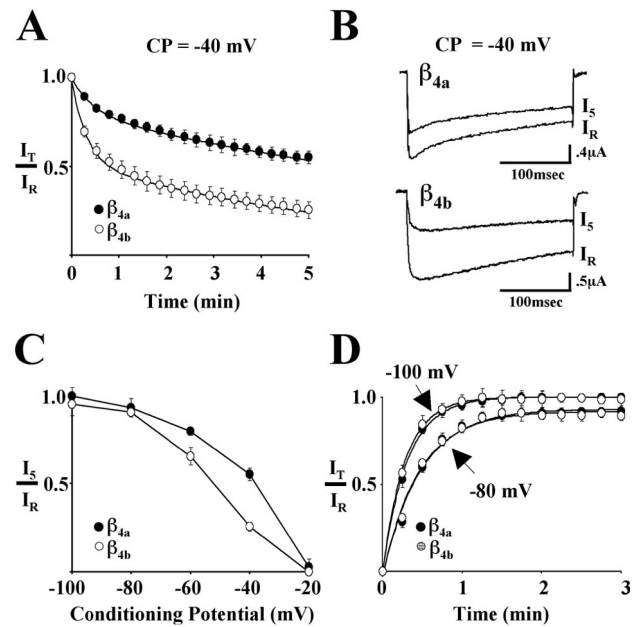 A
CP = -40 mV
1.0
0.5
I_T
I_R
β4a
β4b
0
1
2
3
4
5
Time (min)
B
CP = -40 mV
β4a
I5
IR
.4µA
100msec
β4b
I5
IR
.5µA
100msec
C
1.0
0.5
0
I5
IR
β4a
β4b
-100
-80
-60
-40
-20
Conditioning Potential (mV)
D
-100 mV
1.0
0.5
IT
IR
-80 mV
β4a
β4b
0
1
2
3
Time (min)